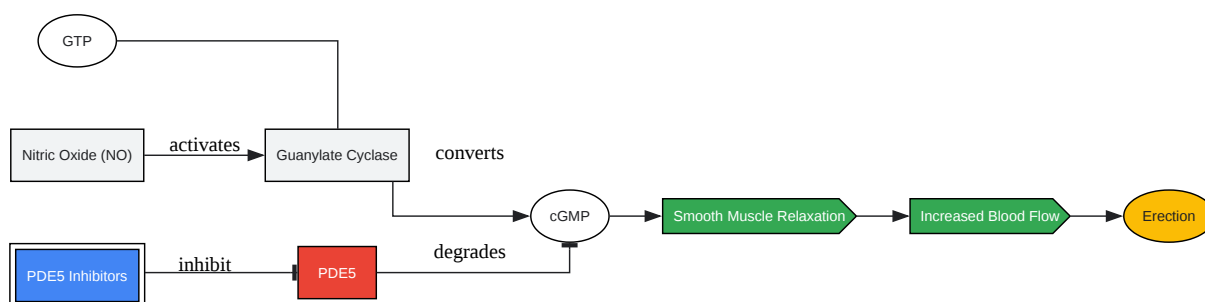 GTP
Nitric Oxide (NO)
activates
Guanylate Cyclase
converts
cGMP
Smooth Muscle Relaxation
Increased Blood Flow
Erection
PDE5 Inhibitors
inhibit
PDE5
degrades